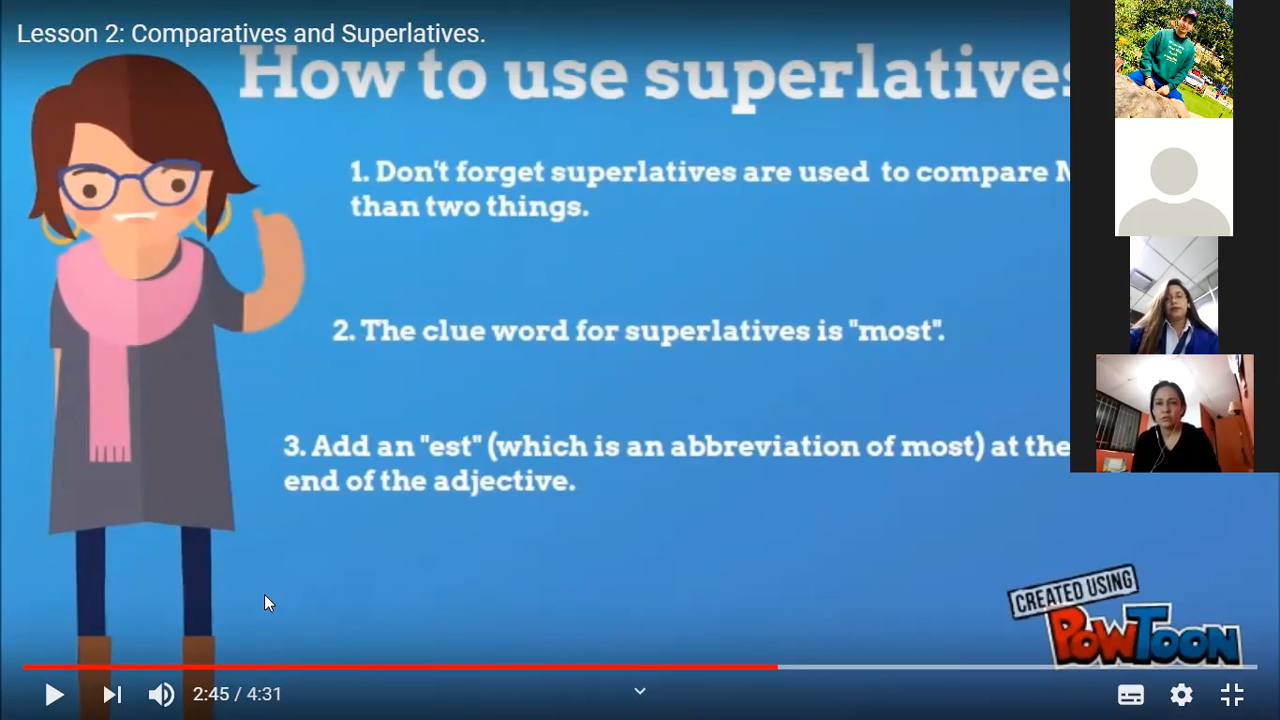 Lesson 2: Comparatives and Superlatives.
How to use superlatives
1. Don't forget superlatives are used to compare
than two things.
2. The clue word for superlatives is "most".
3. Add an "est" (which is an abbreviation of most) at the
end of the adjective.
CREATED USING
POWTOON
2:45 / 4:31